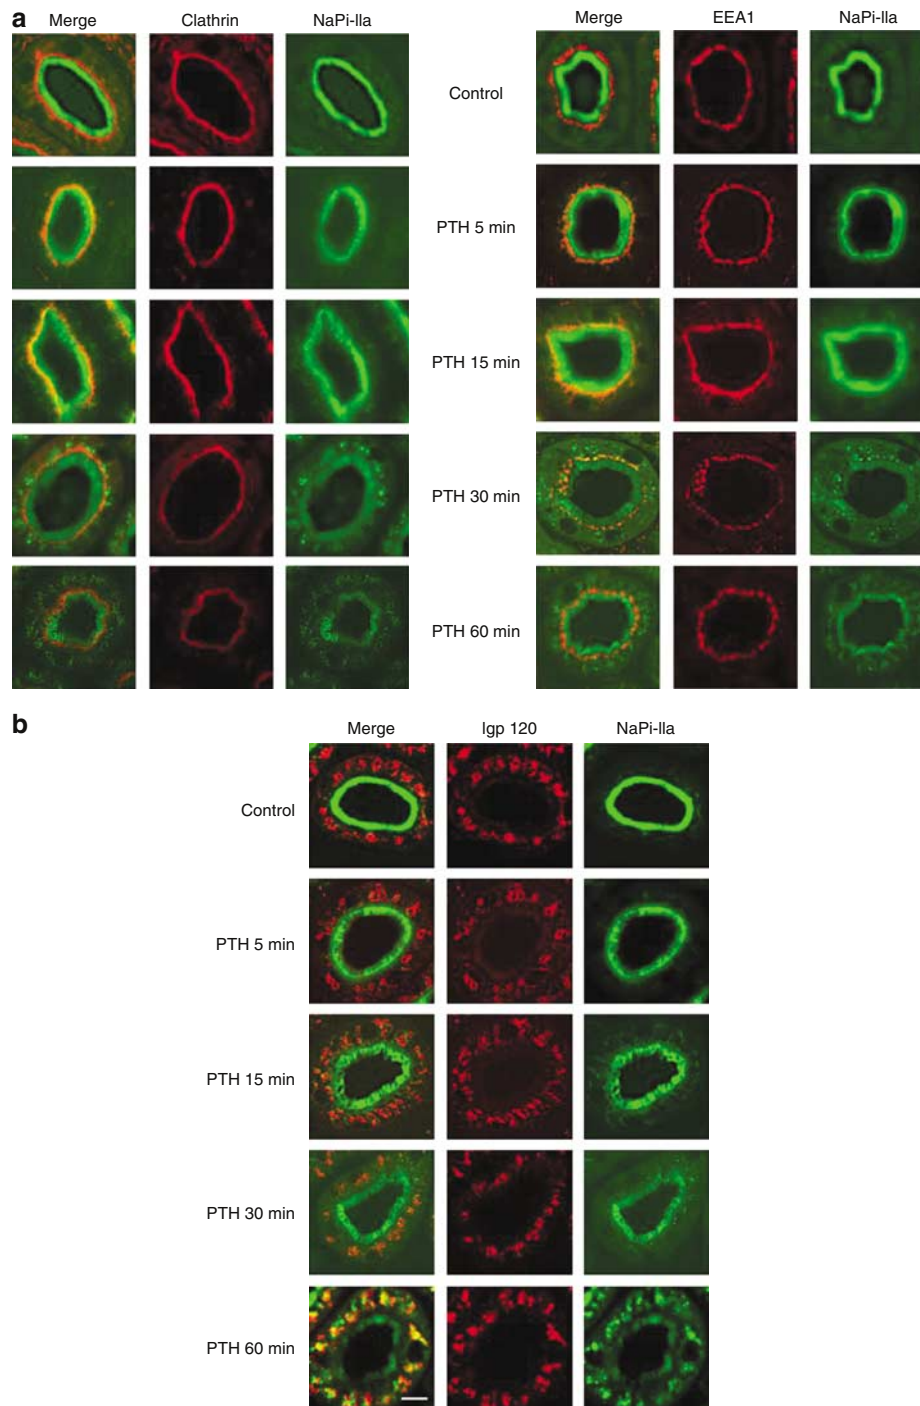 a
Merge Clathrin NaPi-IIa Merge EEA1 NaPi-IIa
Control
PTH 5 min
PTH 15 min
PTH 30 min
PTH 60 min
b
Merge lgp 120 NaPi-IIa
Control
PTH 5 min
PTH 15 min
PTH 30 min
PTH 60 min